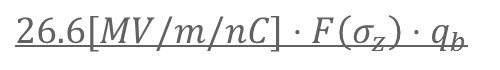 26.6[MV/m/nC] · F(σ_z) · q_b